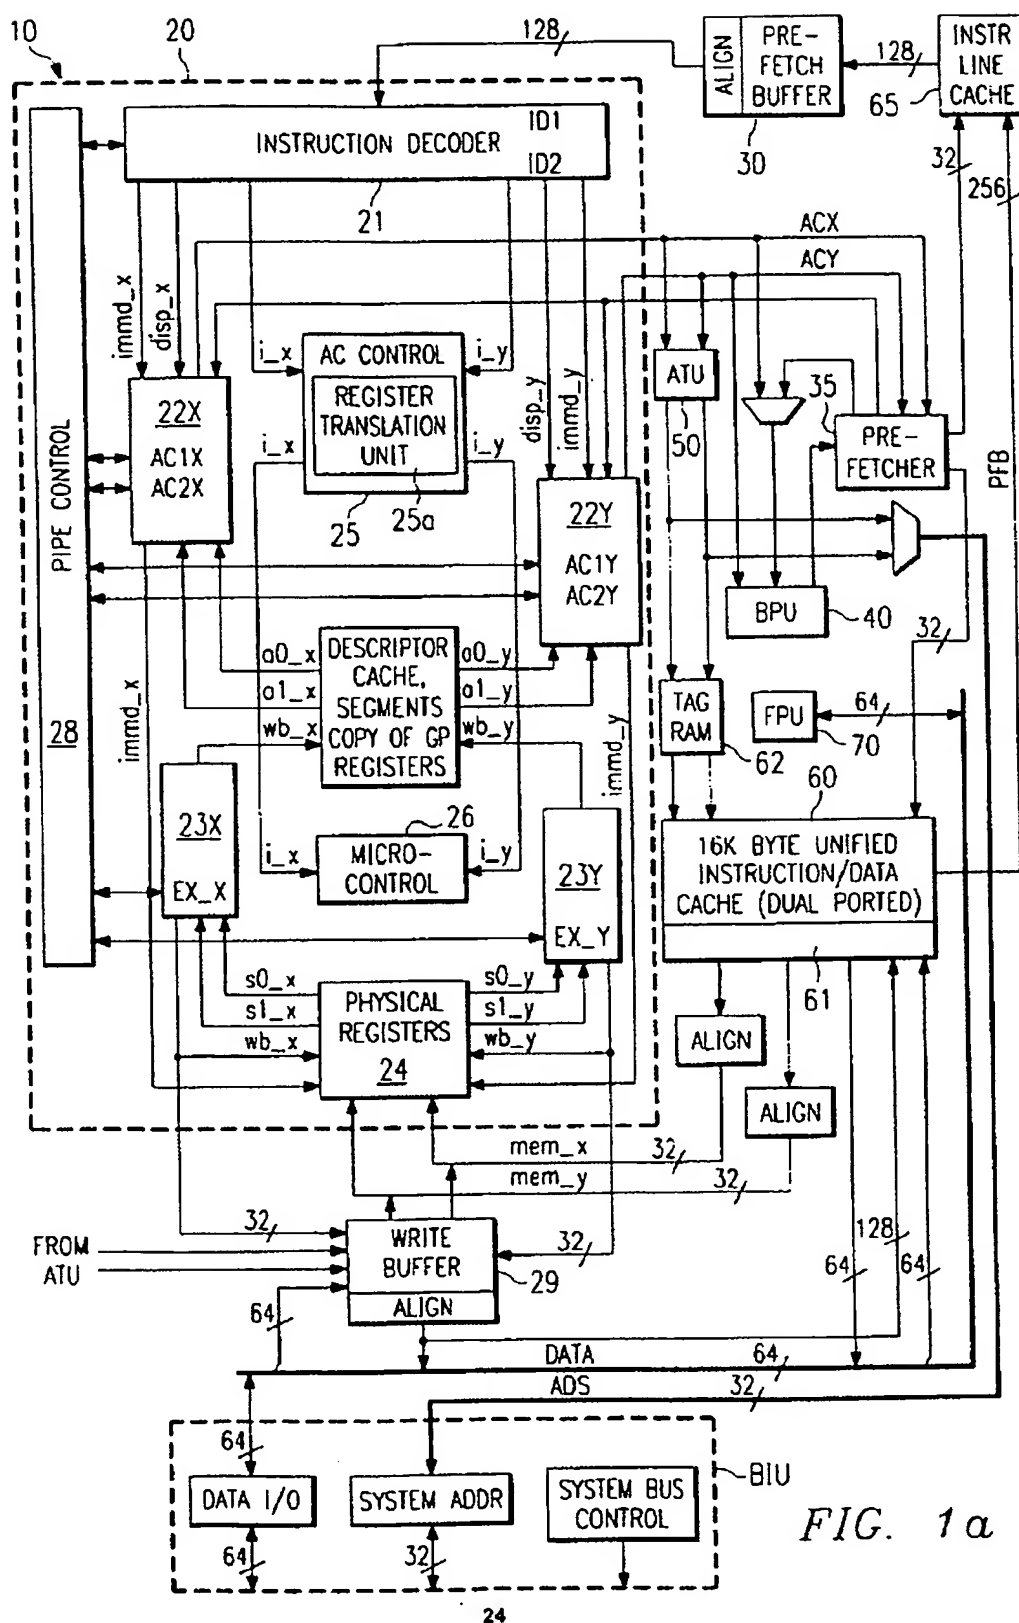 10
20
128
ALIGN
PRE-
FETCH
BUFFER
30
128
INSTR
LINE
CACHE
65
32
256
PFB
INSTRUCTION DECODER
ID1
ID2
21
immd_x
disp_x
i_x
AC CONTROL
i_y
REGISTER
TRANSLATION
UNIT
i_x
i_y
25
25a
disp_y
immd_y
ACX
ACY
ATU
50
35
PRE-
FETCHER
22X
AC1X
AC2X
22Y
AC1Y
AC2Y
BPU
40
32
PIPE CONTROL
28
immd_x
a0_x
a1_x
wb_x
DESCRIPTOR
CACHE,
SEGMENTS
COPY OF GP
REGISTERS
a0_y
a1_y
wb_y
immd_y
TAG
RAM
62
FPU
70
64
60
23X
EX_X
26
i_x
MICRO-
CONTROL
i_y
23Y
EX_Y
16K BYTE UNIFIED
INSTRUCTION/DATA
CACHE (DUAL PORTED)
61
s0_x
s1_x
wb_x
PHYSICAL
REGISTERS
24
s0_y
s1_y
wb_y
ALIGN
ALIGN
mem_x
32
mem_y
32
FROM
ATU
32
WRITE
BUFFER
ALIGN
29
32
64
64
128
64
DATA
64
ADS
32
64
DATA I/O
64
SYSTEM ADDR
32
SYSTEM BUS
CONTROL
BIU
FIG. 1a
24